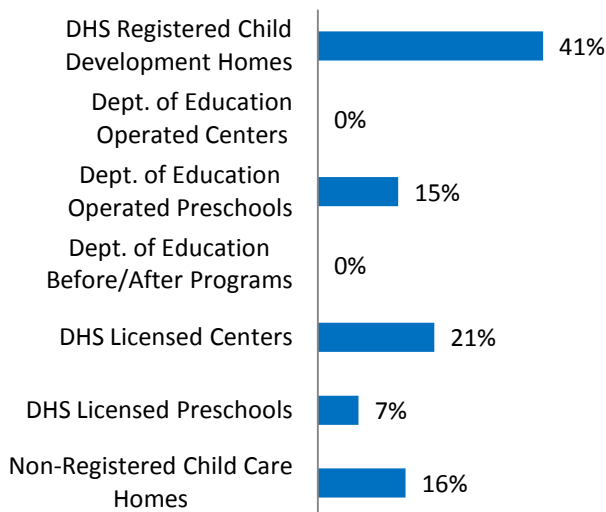 DHS Registered Child
Development Homes
41%
Dept. of Education
Operated Centers
0%
Dept. of Education
Operated Preschools
15%
Dept. of Education
Before/After Programs
0%
DHS Licensed Centers
21%
DHS Licensed Preschools
7%
Non-Registered Child Care
Homes
16%